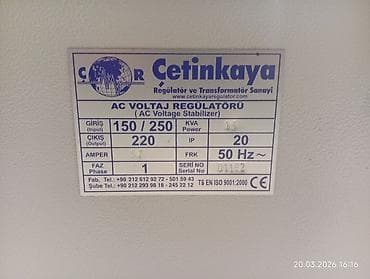 Ç R Çetinkaya
Regülatör ve Transformatör Sanayi
www.cetinkayaregulator.com
AC VOLTAJ REGÜLATÖRÜ
( AC Voltage Stabilizer)
GİRİŞ (Input) 150 / 250 KVA Power
ÇIKIŞ (Output) 220 IP 20
AMPER FRK 50 Hz ~
FAZ Phase 1 SERİ NO Serial No
Fab. Tel.: +90 212 612 92 72 - 501 59 43
Şube Tel.: +90 212 293 98 18 - 245 22 12
TS EN ISO 9001:2000 CE
20.03.2026 16:16